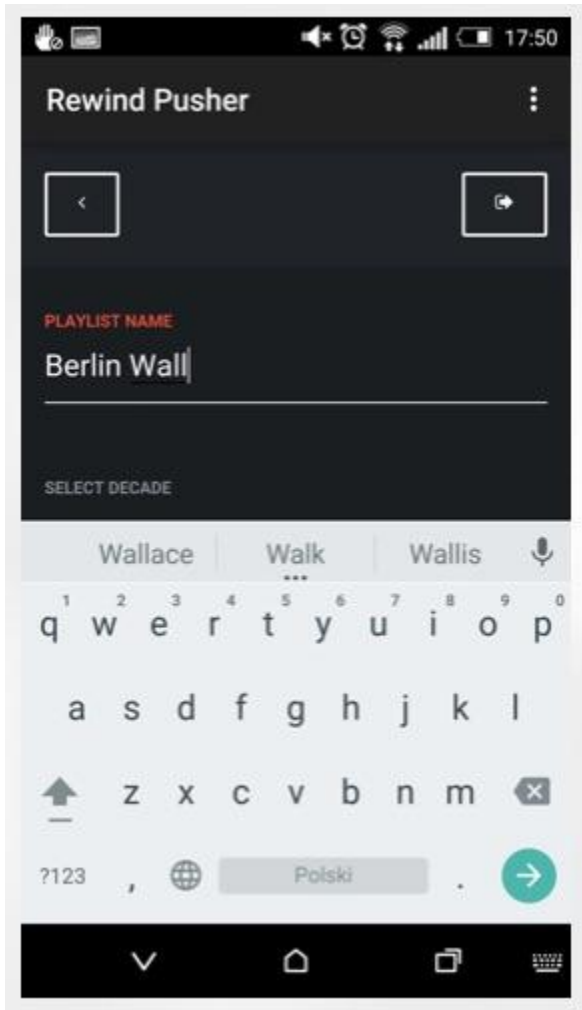 17:50
Rewind Pusher
PLAYLIST NAME
Berlin Wall
SELECT DECADE
Wallace Walk Wallis
1 2 3 4 5 6 7 8 9 0
q w e r t y u i o p
a s d f g h j k l
z x c v b n m
?123 , Polski .